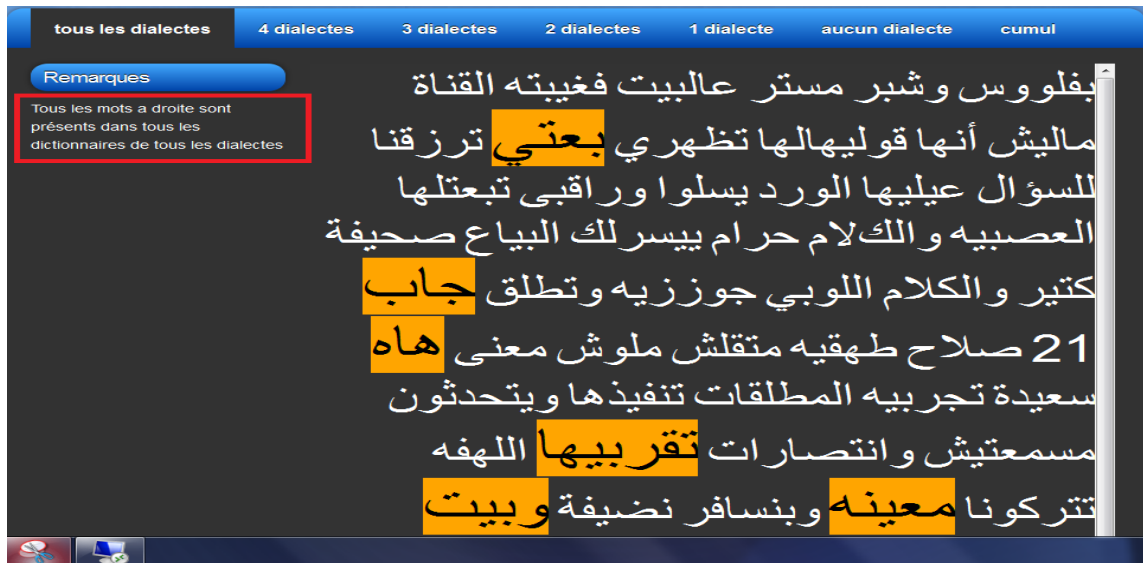 tous les dialectes 4 dialectes 3 dialectes 2 dialectes 1 dialecte aucun dialecte cumul
Remarques
Tous les mots a droite sont
présents dans tous les
dictionnaires de tous les dialectes
بفلووس وشبر مستر عالبيت فغيبته القناة
ماليش أنها قوليهالها تظهري بعتي ترزقنا
للسؤال عيليها الورد يسلوا وراقبى تبعتلها
العصبيه والكلام حرام ييسرلك البياع صحيفة
كتير والكلام اللوبي جوززيه وتطلق جاب
21 صلاح طهقيه متقلش ملوش معنى هاه
سعيدة تجربيه المطلقات تنفيذها ويتحدثون
مسمعتيش وانتصارات تقربيها اللهفه
تتركونا معينه وبنسافر نضيفة وبيت